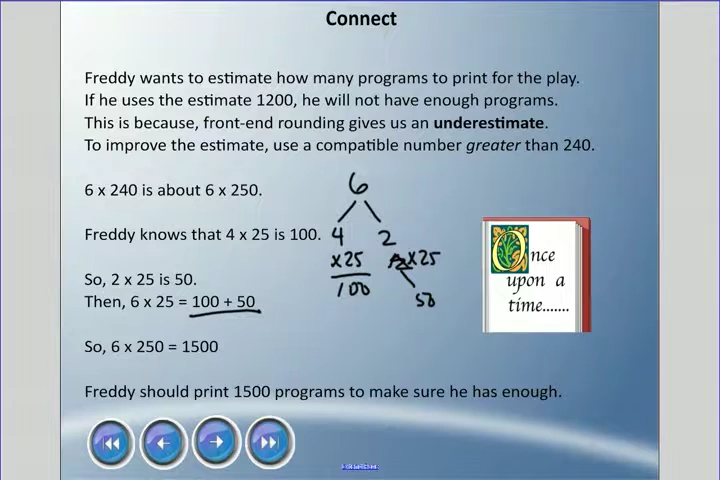 Connect
Freddy wants to estimate how many programs to print for the play.
If he uses the estimate 1200, he will not have enough programs.
This is because, front-end rounding gives us an underestimate.
To improve the estimate, use a compatible number greater than 240.
6 x 240 is about 6 x 250.
Freddy knows that 4 x 25 is 100.
So, 2 x 25 is 50.
Then, 6 x 25 = 100 + 50
So, 6 x 250 = 1500
Freddy should print 1500 programs to make sure he has enough.
6
4 2
x25 x25
100 50
Once
upon a
time.......